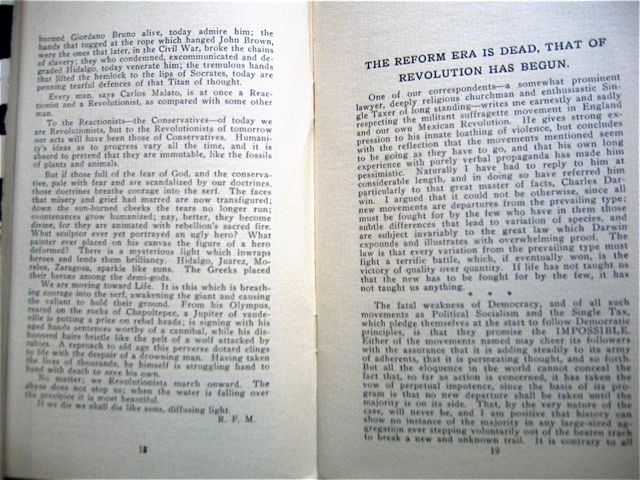 burned Giordano Bruno alive, today admire him; the
hands that tugged at the rope which hanged John Brown,
were the ones that later, in the Civil War, broke the chains
of slavery; they who condemned, excommunicated and de-
graded Hidalgo, today venerate him; the tremulous hands
that lifted the hemlock to the lips of Socrates, today are
penning tearful defences of that Titan of thought.
Every man, says Carlos Malato, is at once a Reac-
tionist and a Revolutionist, as compared with some other
man.
To the Reactionists—the Conservatives—of today we
are Revolutionists, but to the Revolutionists of tomorrow
our acts will have been those of Conservatives. Humani-
ty's ideas as to progress vary all the time, and it is
absurd to pretend that they are immutable, like the fossils
of plants and animals.
But if those full of the fear of God, and the conserva-
tive, pale with fear and are scandalized by our doctrines,
those doctrines breathe courage into the serf. The faces
that misery and grief had marred are now transfigured;
down the sun-burned cheeks the tears no longer run;
countenances grow humanized; nay, better, they become
divine, for they are animated with rebellion's sacred fire.
What sculptor ever yet portrayed an ugly hero? What
painter ever placed on his canvas the figure of a hero
deformed? There is a mysterious light which inwraps
heroes and lends them brilliancy. Hidalgo, Juarez, Mo-
relos, Zaragoa, sparkle like suns. The Greeks placed
their heroes among the demi-gods.
We are moving toward Life. It is this which is breath-
ing courage into the serf, awakening the giant and causing
the valiant to hold their ground. From his Olympus,
reared on the rocks of Chapultepec, a Jupiter of vaude-
ville is putting a price on rebel heads; is signing with his
aged hands sentences worthy of a cannibal, while his dis-
honored hairs bristle like the pelt of a wolf attacked by
rabies. A reproach to old age this perverse dotard clings
to life with the despair of a drowning man. Having taken
the lives of thousands, he himself is struggling hand to
hand with death to save his own.
No matter; we Revolutionists march onward. The
abyss does not stop us; when the water is falling over
the precipice it is most beautiful.
If we die we shall die like suns, diffusing light.
R. F. M.
18
THE REFORM ERA IS DEAD, THAT OF
REVOLUTION HAS BEGUN.
One of our correspondents—a somewhat prominent
lawyer, deeply religious churchman and enthusiastic Sin-
gle Taxer of long standing—writes me earnestly and sadly
respecting the militant suffragette movement in England
and our own Mexican Revolution. He gives strong ex-
pression to his innate loathing of violence, but concludes
with the reflection that the movements mentioned seem
to be going as they have to go, and that his own long
experience with purely verbal propaganda has made him
pessimistic. Naturally I have had to reply to him at
considerable length, and in doing so have referred him
particularly to that great master of facts, Charles Dar-
win. I argued that it could not be otherwise, since all
new movements are departures from the prevailing type;
must be fought for by the few who have in them those
subtle differences that lead to variation of species, and
are subject invariably to the great law which Darwin
expounds and illustrates with overwhelming proof. The
law is that every variation from the prevailing type must
fight a terrific battle, which, if eventually won, is the
victory of quality over quantity. If life has not taught us
that the new has to be fought for by the few, it has
not taught us anything.
* *
The fatal weakness of Democracy, and of all such
movements as Political Socialism and the Single Tax,
which pledge themselves at the start to follow Democratic
principles, is that they promise the IMPOSSIBLE.
Either of the movements named may cheer its followers
with the assurance that it is adding steadily to its army
of adherents, that it is permeating thought, and so forth.
But all the eloquence in the world cannot conceal the
fact that, so far as action is concerned, it has taken the
vow of perpetual impotence, since the basis of its pro-
gram is that no new departure shall be taken until the
majority is on its side. That, by the very nature of the
case, will never be, and I am positive that history can
show no instance of the majority in any large-sized ag-
gregation ever stepping voluntarily out of the beaten track
to break a new and unknown trail. It is contrary to all
19